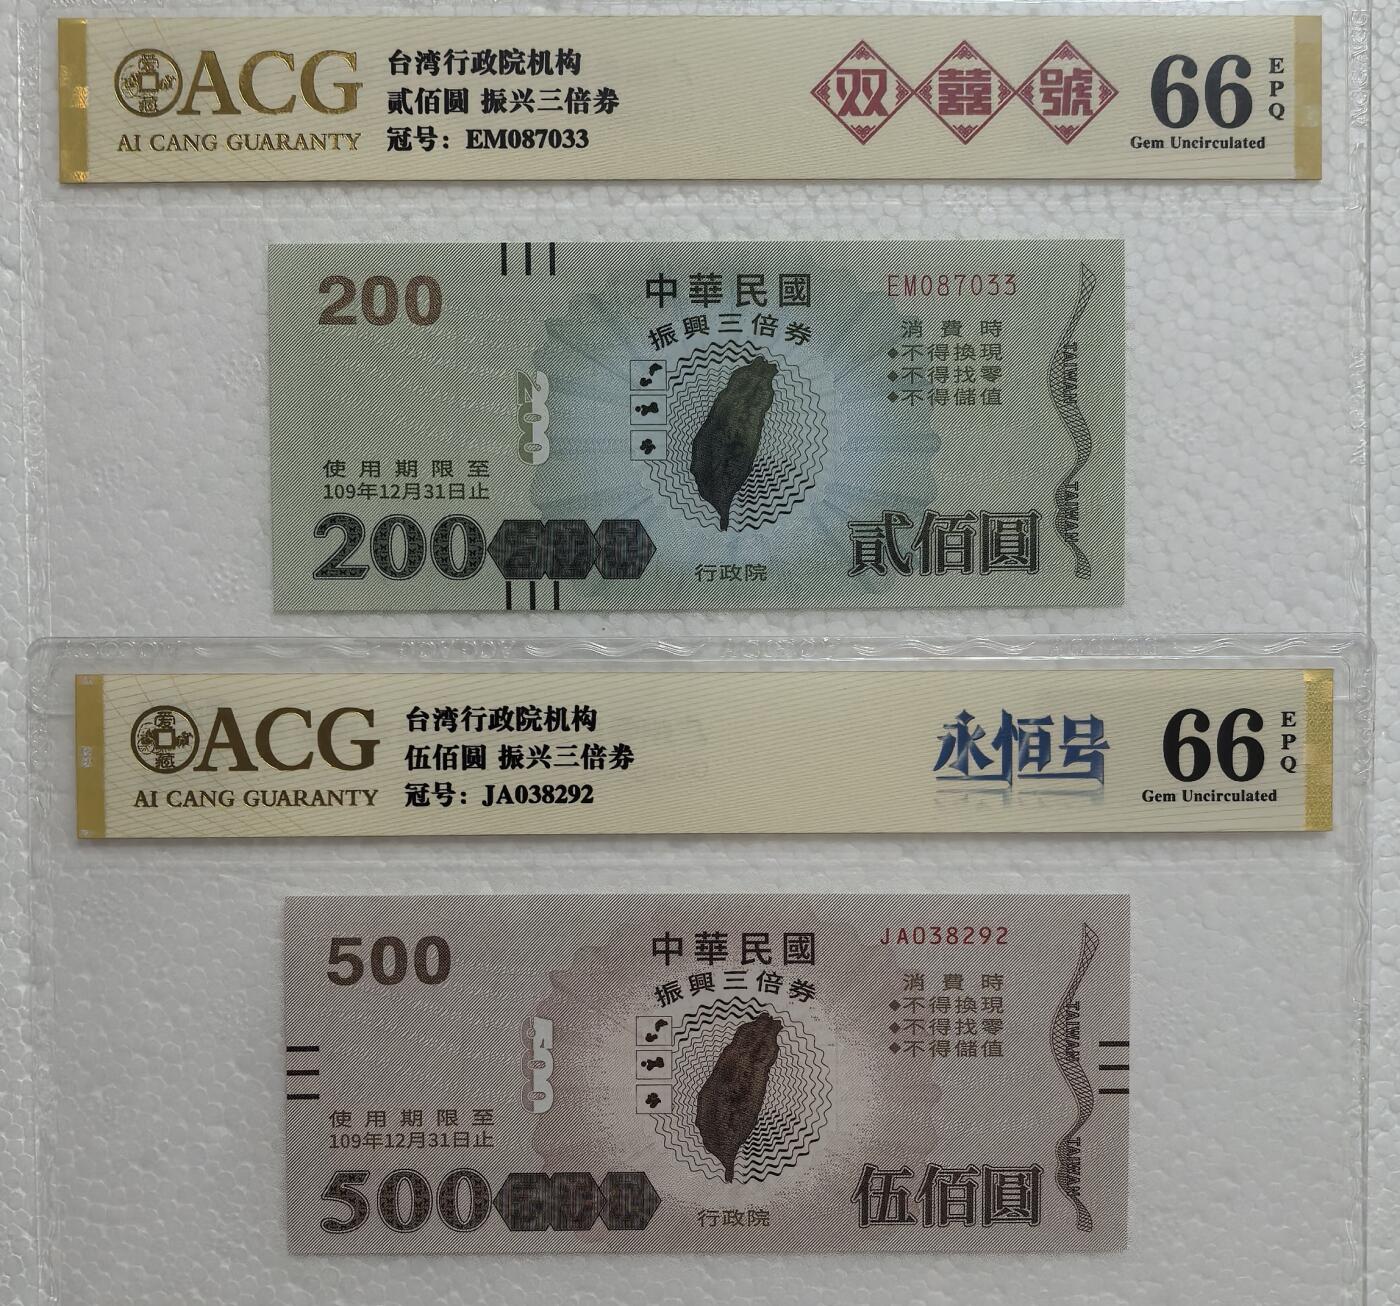 ACG
AI CANG GUARANTY
台湾行政院机构
贰佰圆 振兴三倍券
冠号：EM087033
双囍號
66
EPQ
Gem Uncirculated
200
中華民國
振興三倍券
EM087033
消費時
◆不得換現
◆不得找零
◆不得儲值
TAIWAN
TAIWAN
200
使用期限至
109年12月31日止
200
貳佰圓
行政院
爱藏
ACG
AI CANG GUARANTY
台湾行政院机构
伍佰圆 振兴三倍券
冠号：JA038292
永恒号
66
EPQ
Gem Uncirculated
500
中華民國
振興三倍券
JA038292
消費時
◆不得換現
◆不得找零
◆不得儲值
TAIWAN
TAIWAN
500
使用期限至
109年12月31日止
500
伍佰圓
行政院